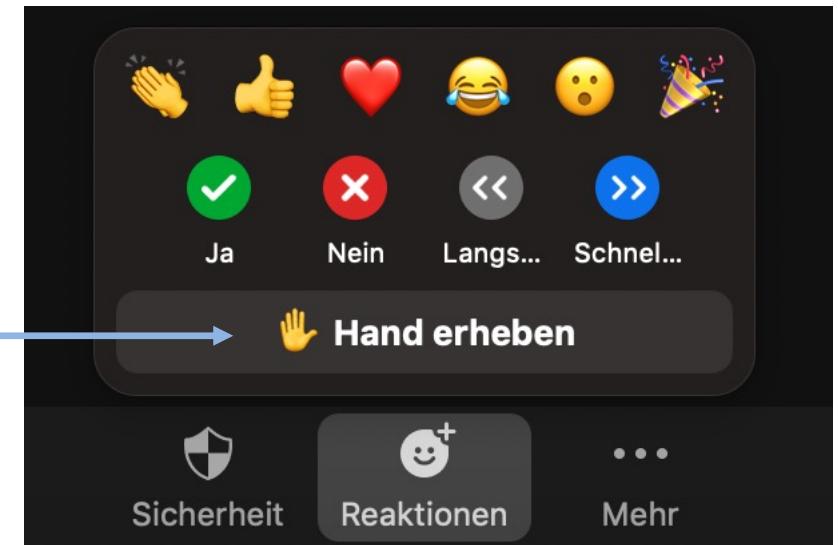 Ja Nein Langs... Schnel...
Hand erheben
Sicherheit Reaktionen Mehr